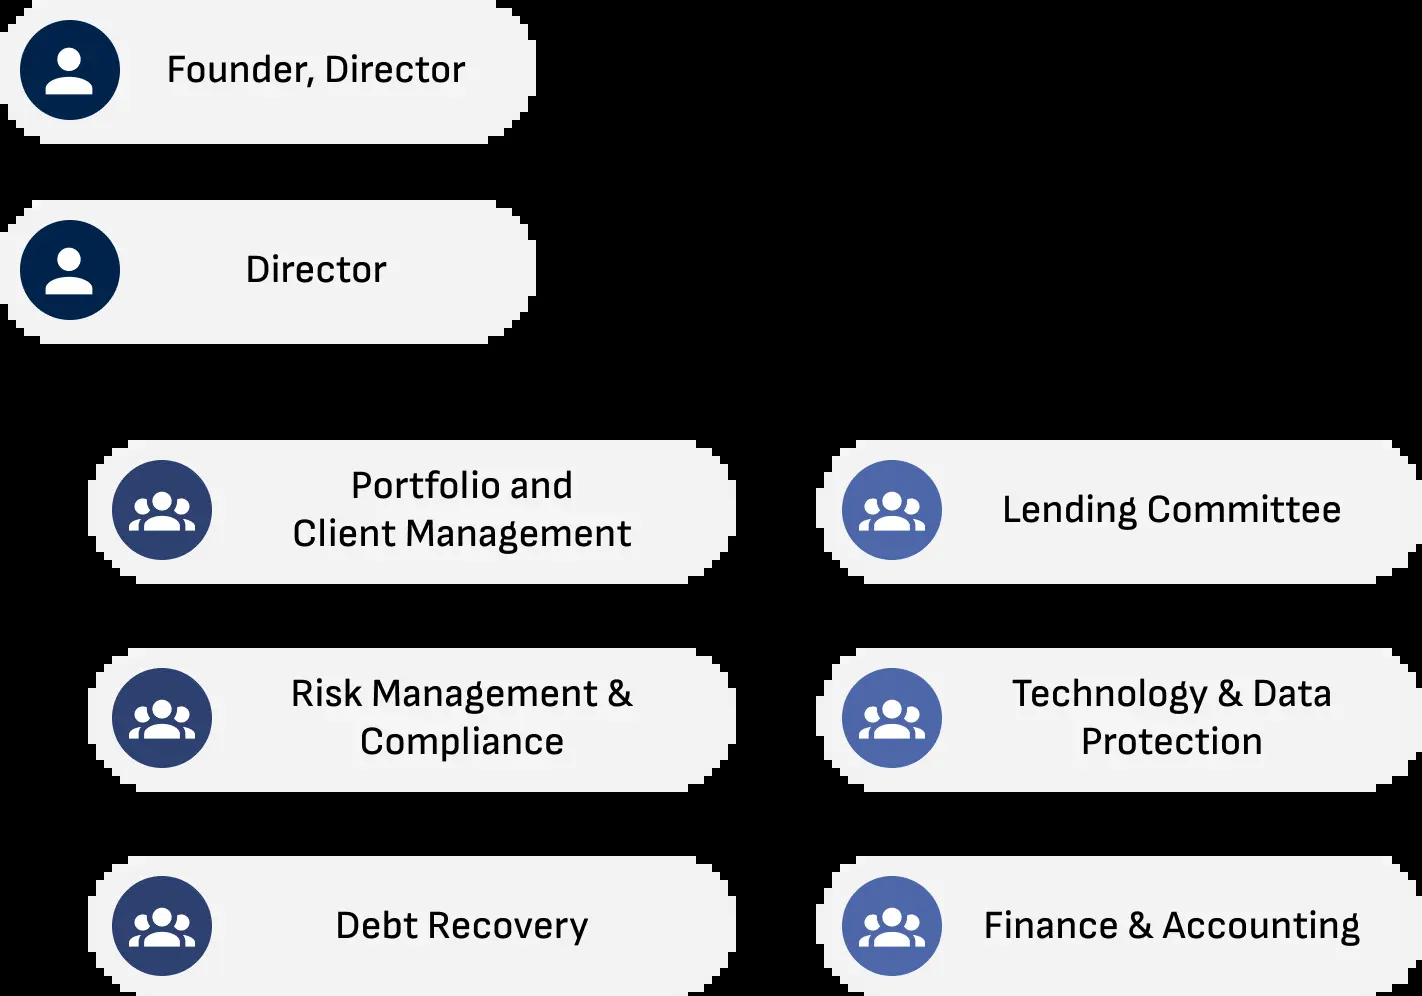 Founder, Director
Director
Portfolio and
Client Management
Lending Committee
Risk Management &
Compliance
Technology & Data
Protection
Debt Recovery
Finance & Accounting